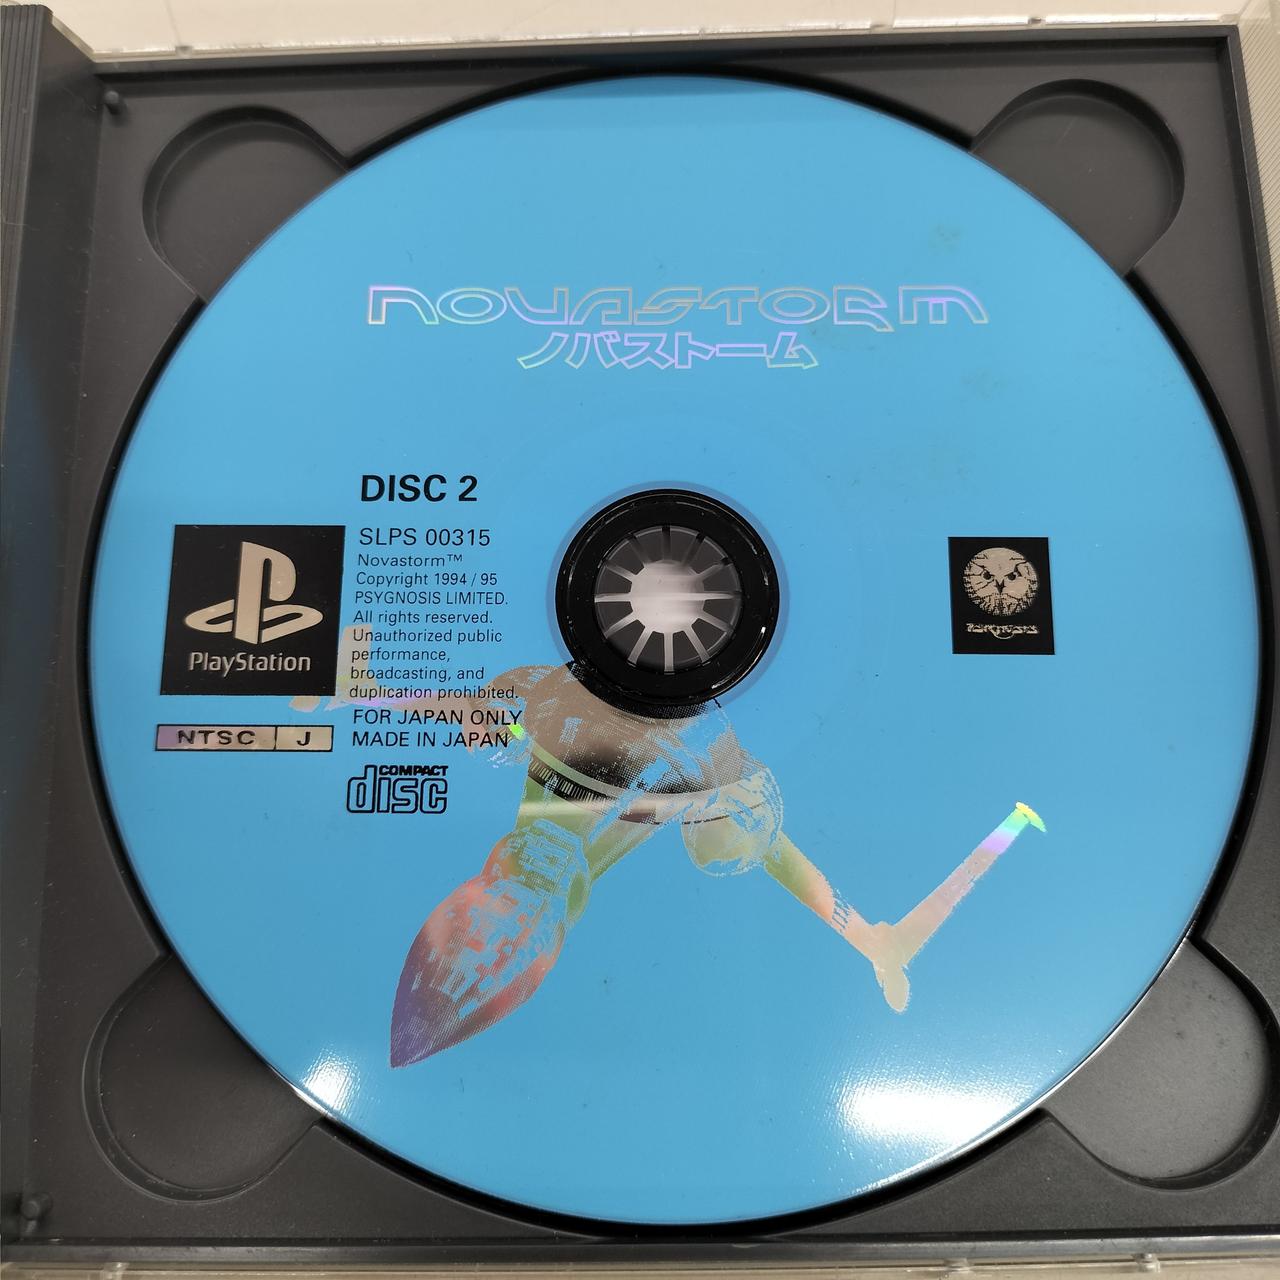 NOVASTORM
ノバストーム
DISC 2
SLPS 00315
Novastorm™
Copyright 1994 / 95
PSYGNOSIS LIMITED.
All rights reserved.
Unauthorized public
performance,
broadcasting, and
duplication prohibited.
FOR JAPAN ONLY
MADE IN JAPAN
PlayStation
NTSC J
COMPACT
disc
PSYGNOSIS